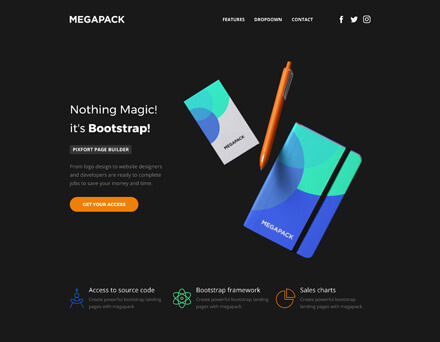 MEGAPACK
FEATURES DROPDOWN CONTACT
Nothing Magic!
it's Bootstrap!
PIXFORT PAGE BUILDER
From logo design to website designers
and developers are ready to complete
jobs to save your money and time.
GET YOUR ACCESS
MEGAPACK
MEGAPACK
Access to source code
Create powerful bootstrap landing
pages with megapack.
Bootstrap framework
Create powerful bootstrap landing
pages with megapack.
Sales charts
Create powerful bootstrap
landing pages with megapack.